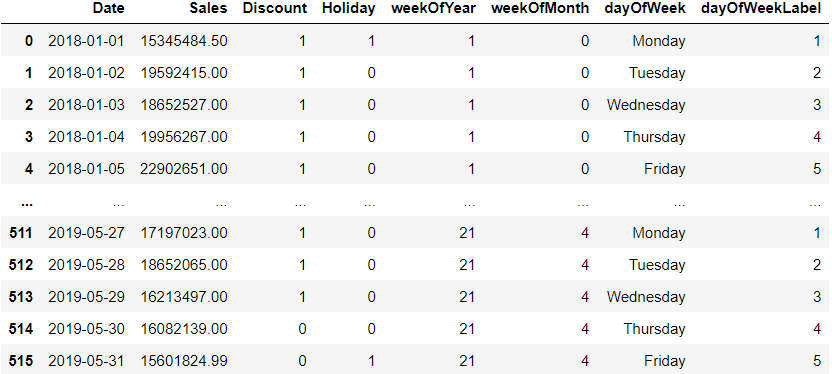 Date Sales Discount Holiday weekOfYear weekOfMonth dayOfWeek dayOfWeekLabel
0 2018-01-01 15345484.50 1 1 1 0 Monday 1
1 2018-01-02 19592415.00 1 0 1 0 Tuesday 2
2 2018-01-03 18652527.00 1 0 1 0 Wednesday 3
3 2018-01-04 19956267.00 1 0 1 0 Thursday 4
4 2018-01-05 22902651.00 1 0 1 0 Friday 5
... ... ... ... ... ... ... ... ...
511 2019-05-27 17197023.00 1 0 21 4 Monday 1
512 2019-05-28 18652065.00 1 0 21 4 Tuesday 2
513 2019-05-29 16213497.00 1 0 21 4 Wednesday 3
514 2019-05-30 16082139.00 0 0 21 4 Thursday 4
515 2019-05-31 15601824.99 0 1 21 4 Friday 5